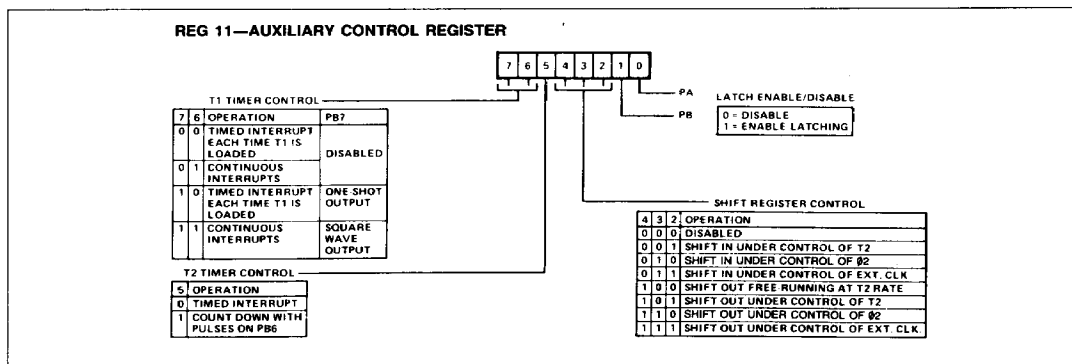 REG 11—AUXILIARY CONTROL REGISTER
7 6 5 4 3 2 1 0
PA
PB
LATCH ENABLE/DISABLE
0 = DISABLE
1 = ENABLE LATCHING
T1 TIMER CONTROL
7 6 OPERATION PB7
0 0 TIMED INTERRUPT
EACH TIME T1 IS
LOADED
DISABLED
0 1 CONTINUOUS
INTERRUPTS
1 0 TIMED INTERRUPT ONE-SHOT
EACH TIME T1 IS OUTPUT
LOADED
1 1 CONTINUOUS SQUARE
INTERRUPTS WAVE
OUTPUT
T2 TIMER CONTROL
5 OPERATION
0 TIMED INTERRUPT
1 COUNT DOWN WITH
PULSES ON PB6
SHIFT REGISTER CONTROL
4 3 2 OPERATION
0 0 0 DISABLED
0 0 1 SHIFT IN UNDER CONTROL OF T2
0 1 0 SHIFT IN UNDER CONTROL OF Ø2
0 1 1 SHIFT IN UNDER CONTROL OF EXT. CLK
1 0 0 SHIFT OUT FREE-RUNNING AT T2 RATE
1 0 1 SHIFT OUT UNDER CONTROL OF T2
1 1 0 SHIFT OUT UNDER CONTROL OF Ø2
1 1 1 SHIFT OUT UNDER CONTROL OF EXT. CLK.